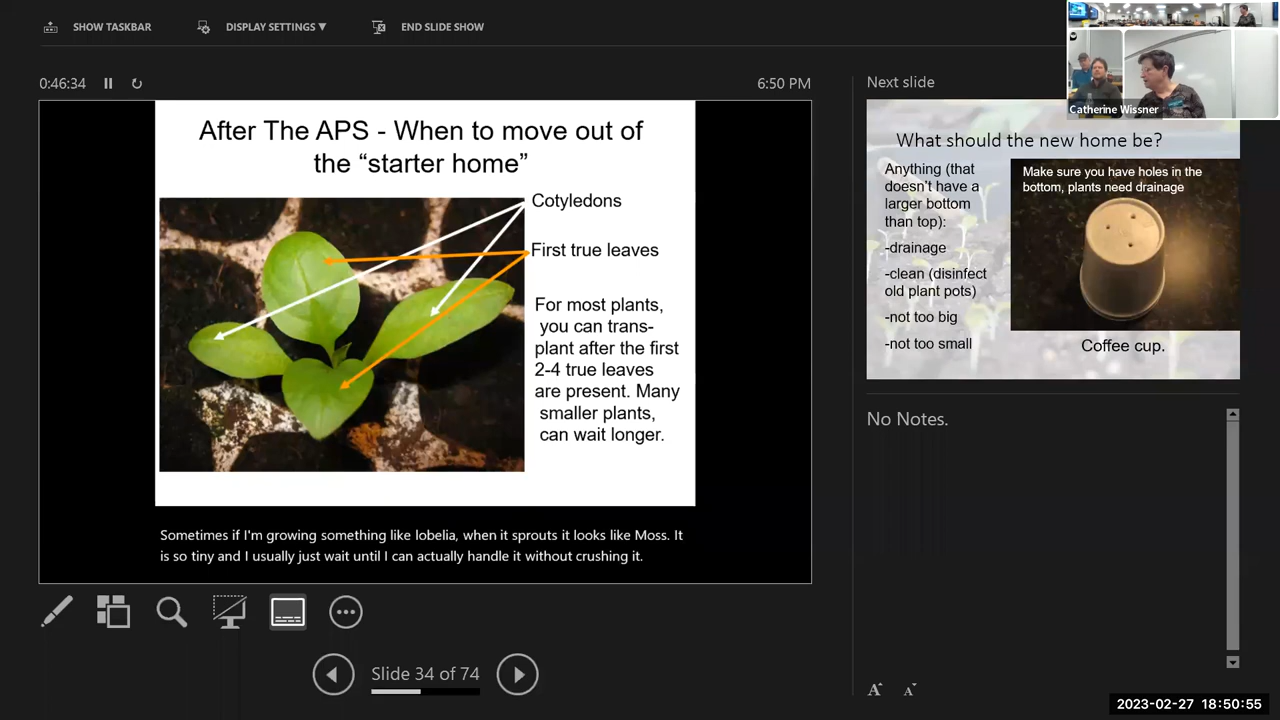 SHOW TASKBAR
DISPLAY SETTINGS ▼
END SLIDE SHOW
Catherine Wissner
0:46:34
6:50 PM
After The APS - When to move out of
the “starter home”
Cotyledons
First true leaves
For most plants,
you can trans-
plant after the first
2-4 true leaves
are present. Many
smaller plants,
can wait longer.
Sometimes if I'm growing something like lobelia, when it sprouts it looks like Moss. It
is so tiny and I usually just wait until I can actually handle it without crushing it.
Slide 34 of 74
Next slide
What should the new home be?
Anything (that
doesn't have a
larger bottom
than top):
-drainage
-clean (disinfect
old plant pots)
-not too big
-not too small
Make sure you have holes in the
bottom, plants need drainage
Coffee cup.
No Notes.
A A
2023-02-27 18:50:55